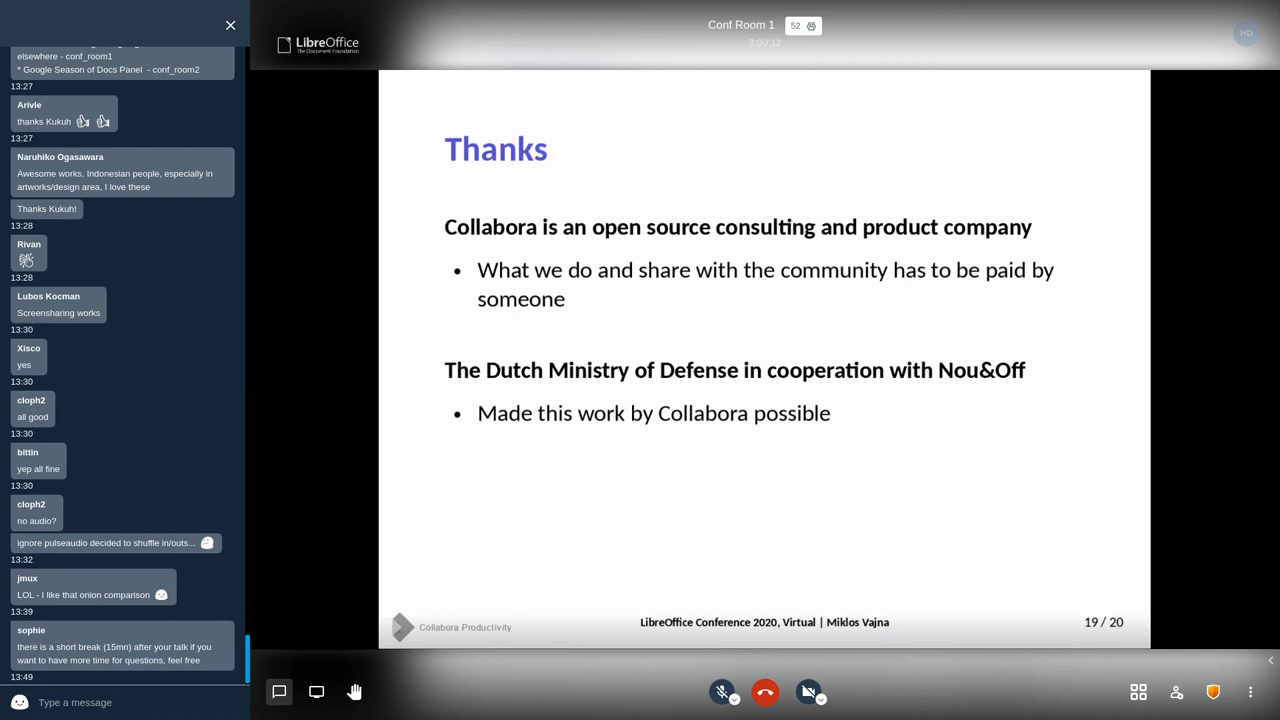 elsewhere - conf_room1
* Google Season of Docs Panel - conf_room2
13:27
Arivle
thanks Kukuh
13:27
Naruhiko Ogasawara
Awesome works, Indonesian people, especially in
artworks/design area, I love these
Thanks Kukuh!
13:28
Rivan
13:28
Lubos Kocman
Screensharing works
13:30
Xisco
yes
13:30
cloph2
all good
13:30
bittin
yep all fine
13:30
cloph2
no audio?
ignore pulseaudio decided to shuffle in/outs...
13:32
jmux
LOL - I like that onion comparison
13:39
sophie
there is a short break (15mn) after your talk if you
want to have more time for questions, feel free
13:49
Type a message
LibreOffice
The Document Foundation
Conf Room 1
52
3:00:12
HD
Thanks
Collabora is an open source consulting and product company
• What we do and share with the community has to be paid by
someone
The Dutch Ministry of Defense in cooperation with Nou&Off
• Made this work by Collabora possible
Collabora Productivity
LibreOffice Conference 2020, Virtual | Miklos Vajna
19 / 20